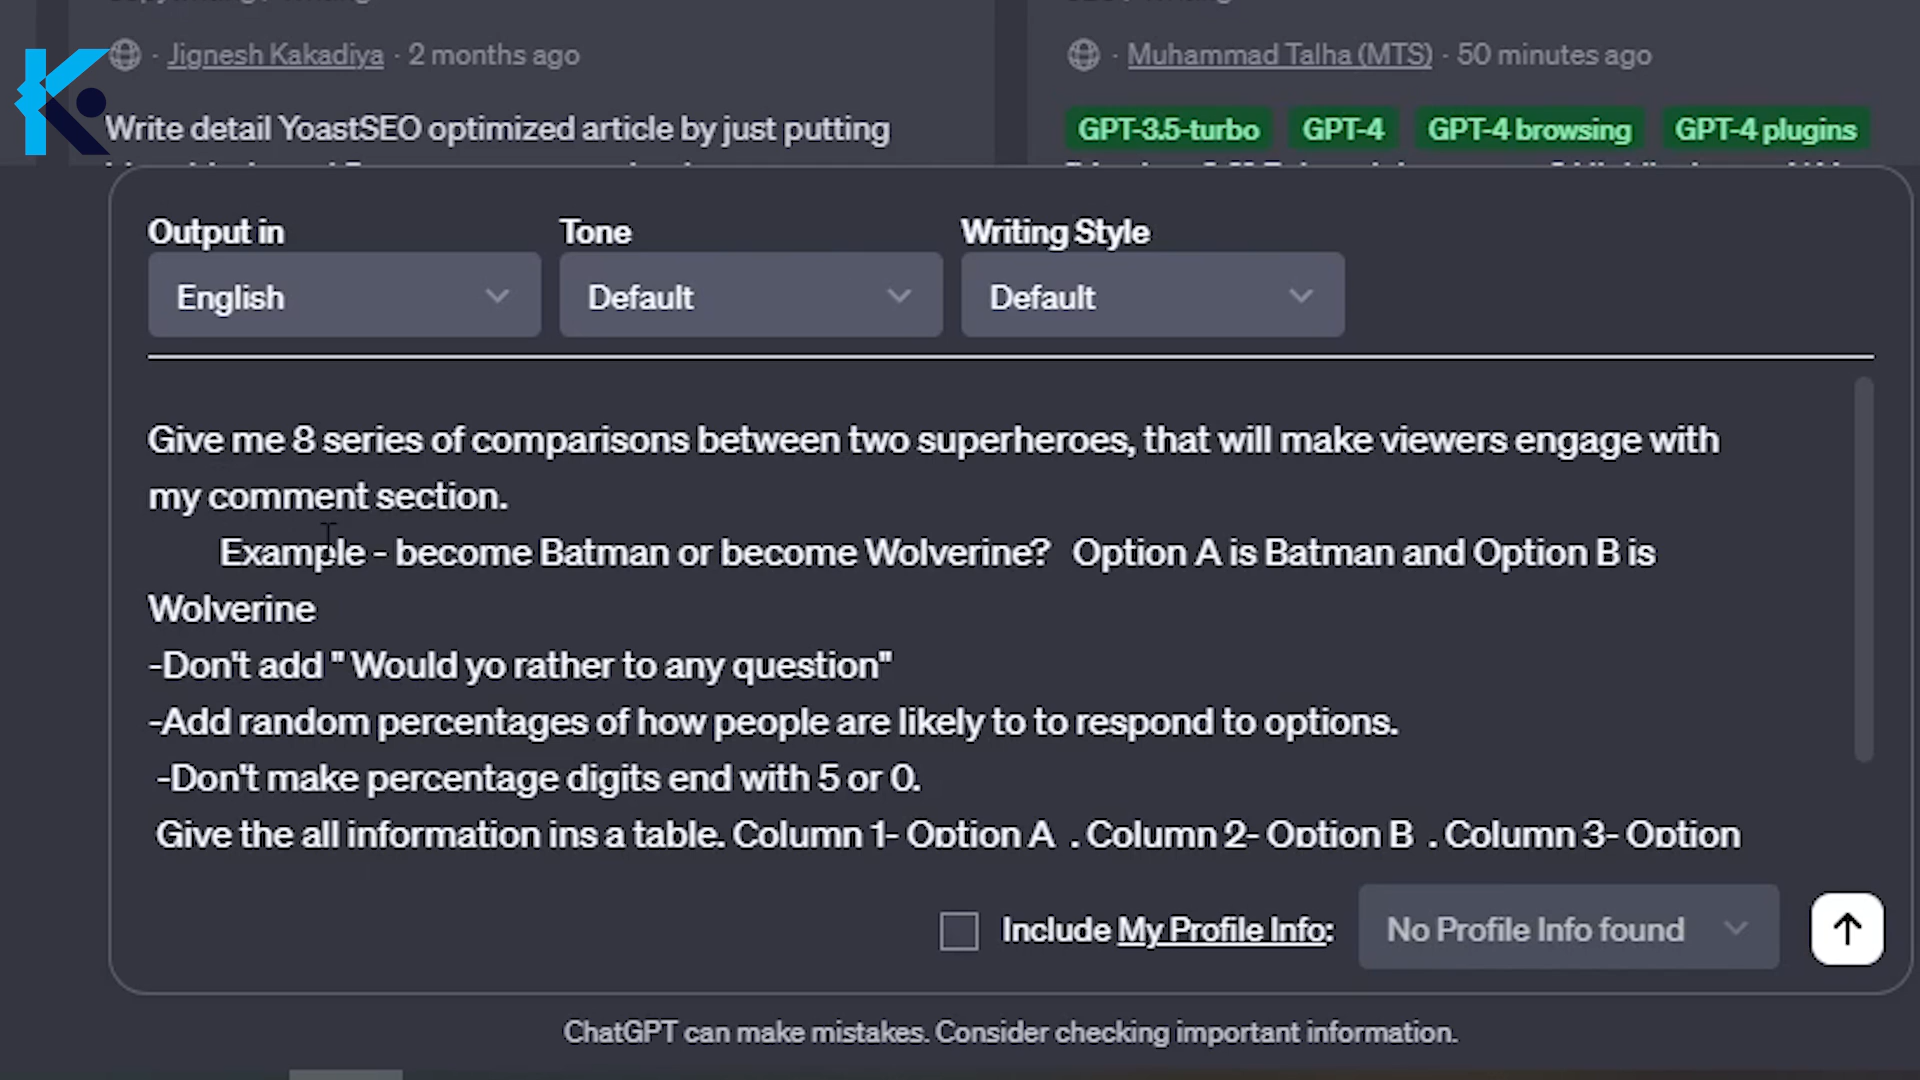 Jignesh Kakadiya · 2 months ago
Muhammad Talha (MTS) · 50 minutes ago
Write detail YoastSEO optimized article by just putting
GPT-3.5-turbo GPT-4 GPT-4 browsing GPT-4 plugins
Output in Tone Writing Style
English Default Default
Give me 8 series of comparisons between two superheroes, that will make viewers engage with
my comment section.
Example - become Batman or become Wolverine? Option A is Batman and Option B is
Wolverine
-Don't add " Would yo rather to any question"
-Add random percentages of how people are likely to to respond to options.
-Don't make percentage digits end with 5 or 0.
Give the all information ins a table. Column 1- Option A . Column 2- Option B . Column 3- Option
Include My Profile Info: No Profile Info found
ChatGPT can make mistakes. Consider checking important information.